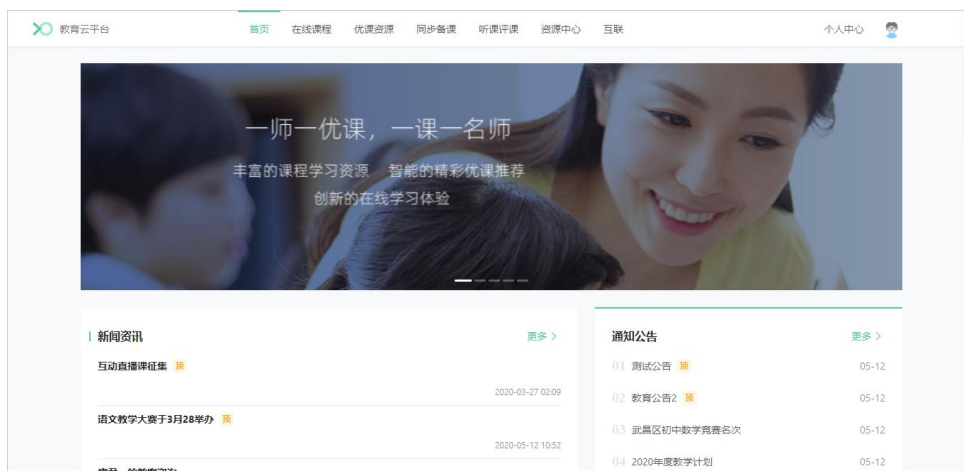 教育云平台
首页 在线课程 优课资源 同步备课 听课评课 资源中心 互联
个人中心
一师一优课，一课一名师
丰富的课程学习资源 智能的精彩优课推荐
创新的在线学习体验
新闻资讯
更多 >
互动直播课征集 顶
2020-03-27 02:09
语文教学大赛于3月28举办 顶
2020-05-12 10:52
通知公告
更多 >
01 测试公告 顶 05-12
02 教育公告2 顶 05-12
03 武昌区初中数学竞赛名次 05-12
04 2020年度教学计划 05-12